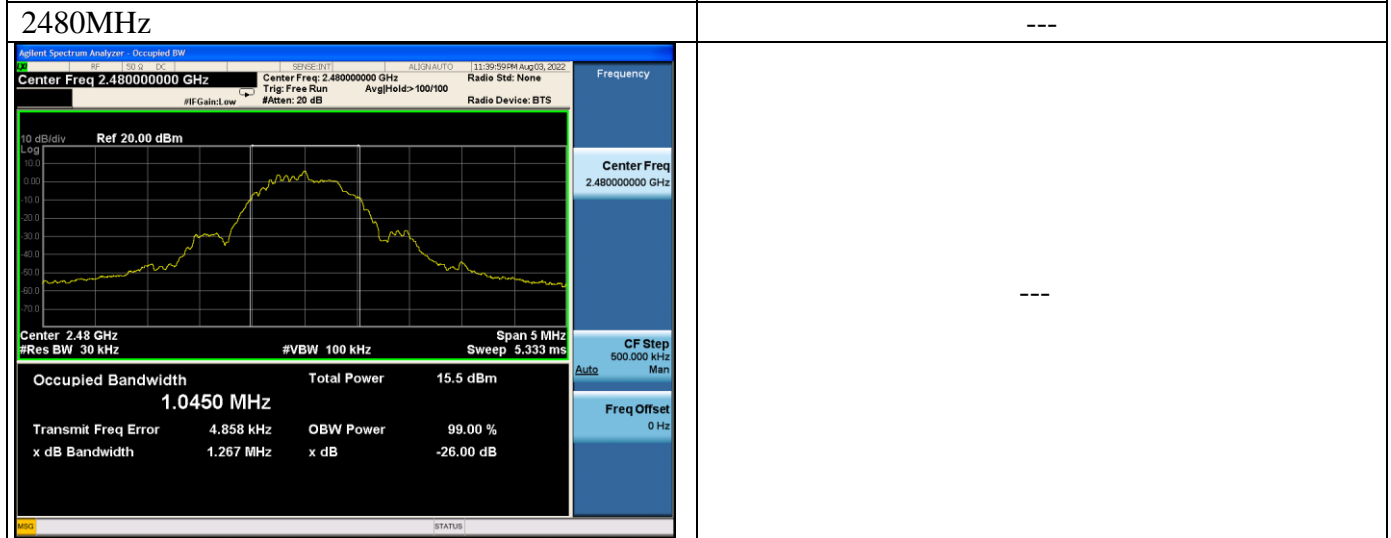 2480MHz
---
Agilent Spectrum Analyzer - Occupied BW
RF 50 Ω DC SENSE:INT ALIGN AUTO 11:39:59PM Aug03, 2022
Center Freq 2.480000000 GHz
Center Freq: 2.480000000 GHz Radio Std: None
Trig: Free Run Avg|Hold:>100/100
#IFGain:Low #Atten: 20 dB Radio Device: BTS
Frequency
10 dB/div Ref 20.00 dBm
Log
10.0
0.00
-10.0
-20.0
-30.0
-40.0
-50.0
-60.0
-70.0
Center 2.48 GHz Span 5 MHz
#Res BW 30 kHz #VBW 100 kHz Sweep 5.333 ms
Center Freq
2.480000000 GHz
CF Step
500.000 kHz
Auto Man
Freq Offset
0 Hz
Occupied Bandwidth Total Power 15.5 dBm
1.0450 MHz
Transmit Freq Error 4.858 kHz OBW Power 99.00 %
x dB Bandwidth 1.267 MHz x dB -26.00 dB
MSG STATUS
---